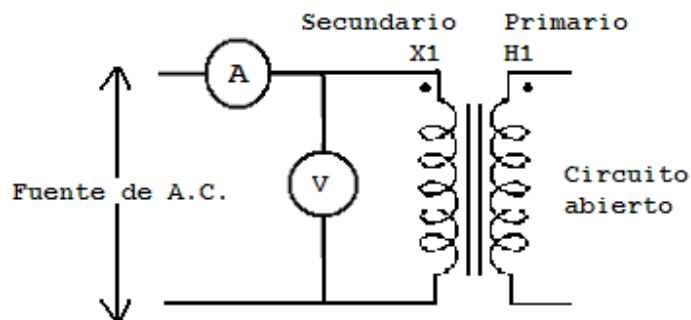 Secundario Primario
X1 H1
A
V
Fuente de A.C.
Circuito
abierto